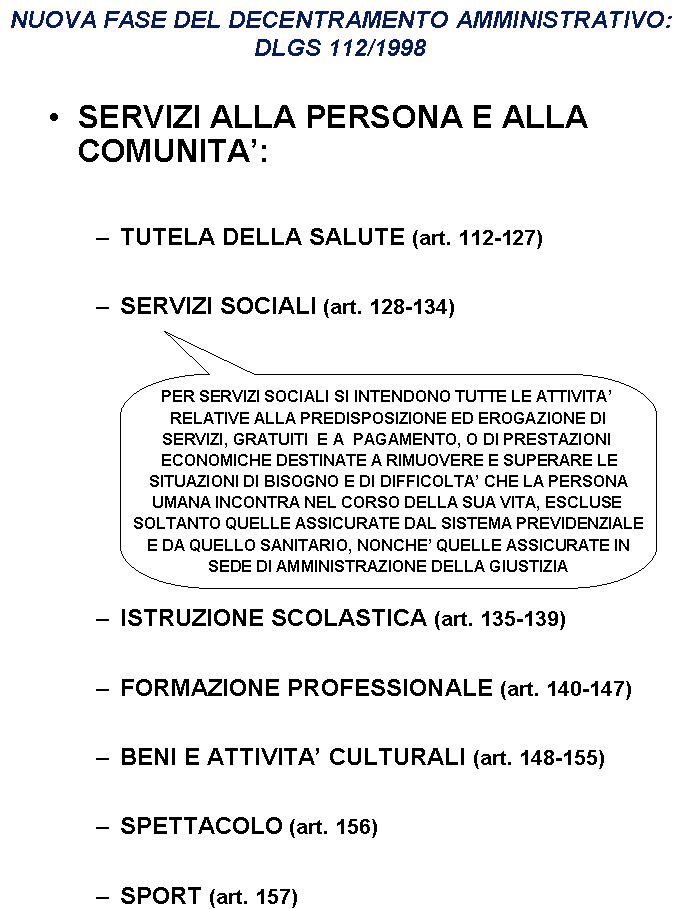 NUOVA FASE DEL DECENTRAMENTO AMMINISTRATIVO:
DLGS 112/1998
• SERVIZI ALLA PERSONA E ALLA
COMUNITA’:
– TUTELA DELLA SALUTE (art. 112-127)
– SERVIZI SOCIALI (art. 128-134)
PER SERVIZI SOCIALI SI INTENDONO TUTTE LE ATTIVITA’
RELATIVE ALLA PREDISPOSIZIONE ED EROGAZIONE DI
SERVIZI, GRATUITI E A PAGAMENTO, O DI PRESTAZIONI
ECONOMICHE DESTINATE A RIMUOVERE E SUPERARE LE
SITUAZIONI DI BISOGNO E DI DIFFICOLTA’ CHE LA PERSONA
UMANA INCONTRA NEL CORSO DELLA SUA VITA, ESCLUSE
SOLTANTO QUELLE ASSICURATE DAL SISTEMA PREVIDENZIALE
E DA QUELLO SANITARIO, NONCHE’ QUELLE ASSICURATE IN
SEDE DI AMMINISTRAZIONE DELLA GIUSTIZIA
– ISTRUZIONE SCOLASTICA (art. 135-139)
– FORMAZIONE PROFESSIONALE (art. 140-147)
– BENI E ATTIVITA’ CULTURALI (art. 148-155)
– SPETTACOLO (art. 156)
– SPORT (art. 157)